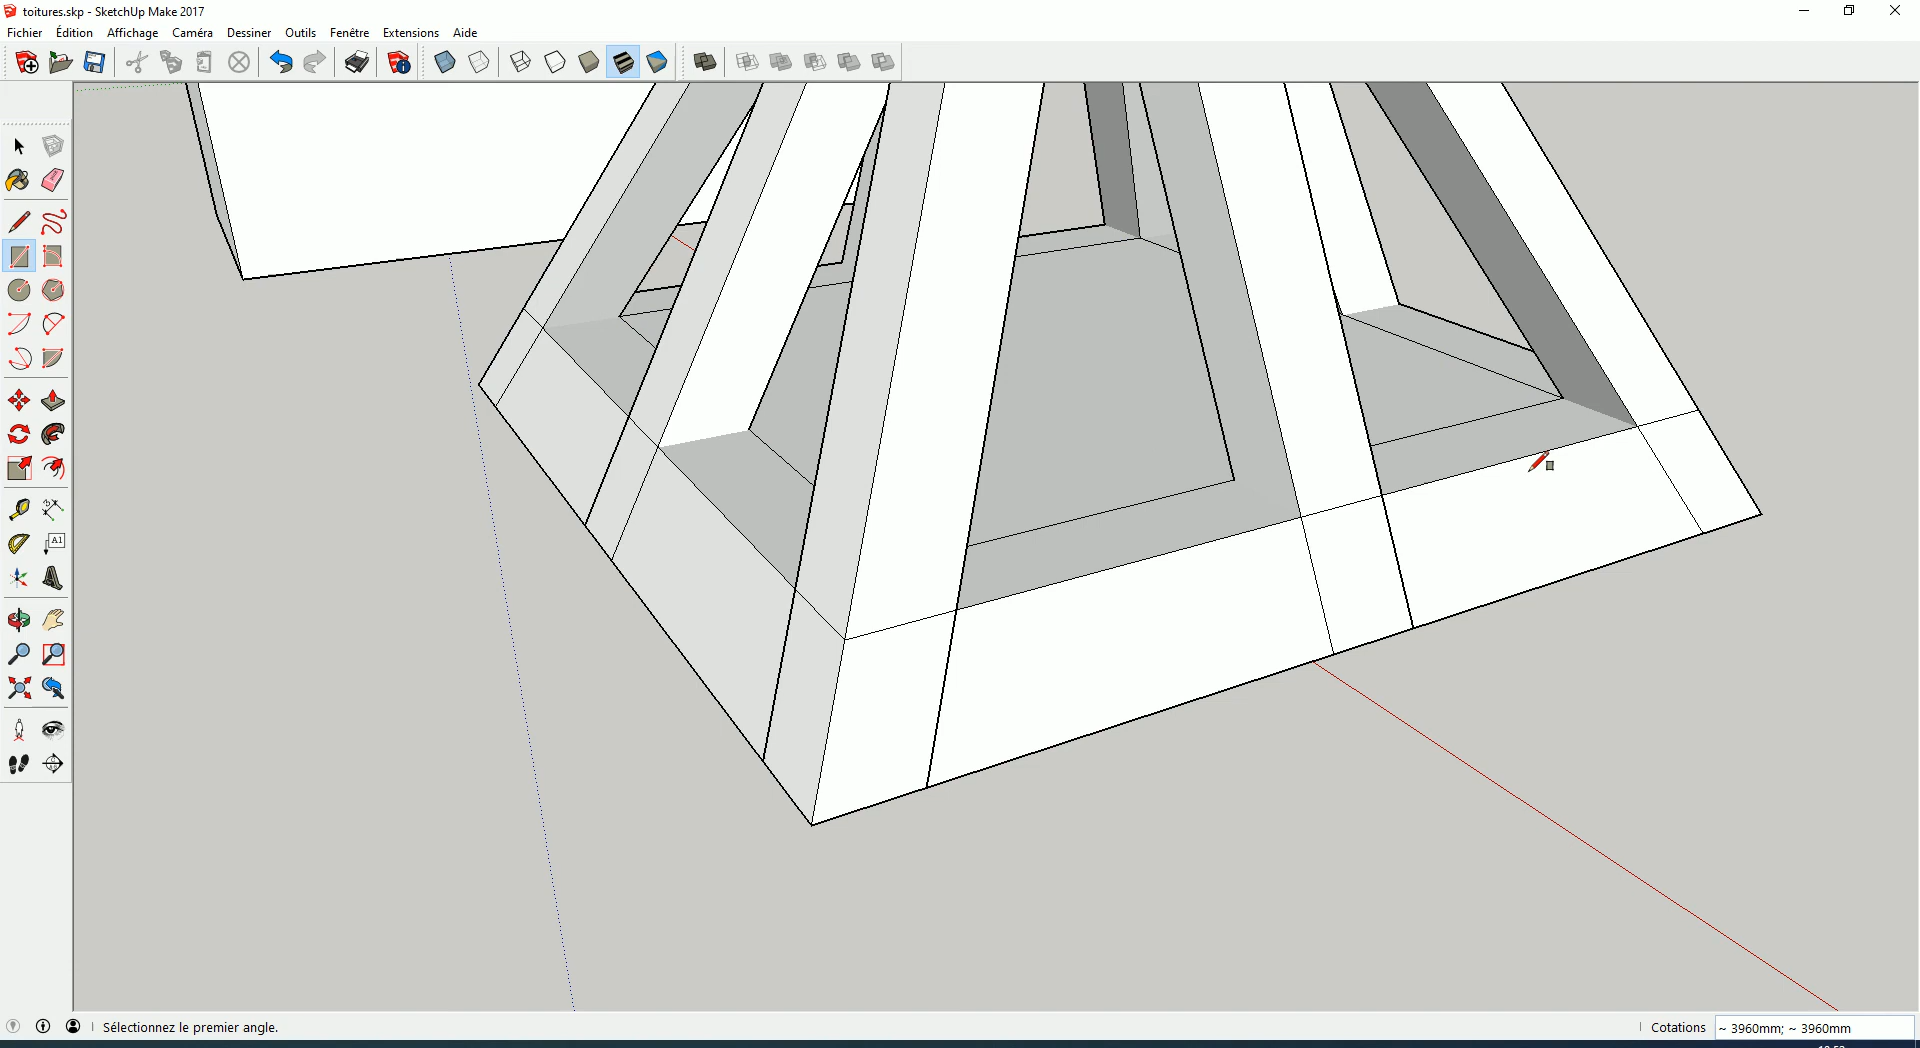 toitures.skp - SketchUp Make 2017
Fichier Édition Affichage Caméra Dessiner Outils Fenêtre Extensions Aide
A1
Sélectionnez le premier angle.
Cotations ~ 3960mm; ~ 3960mm